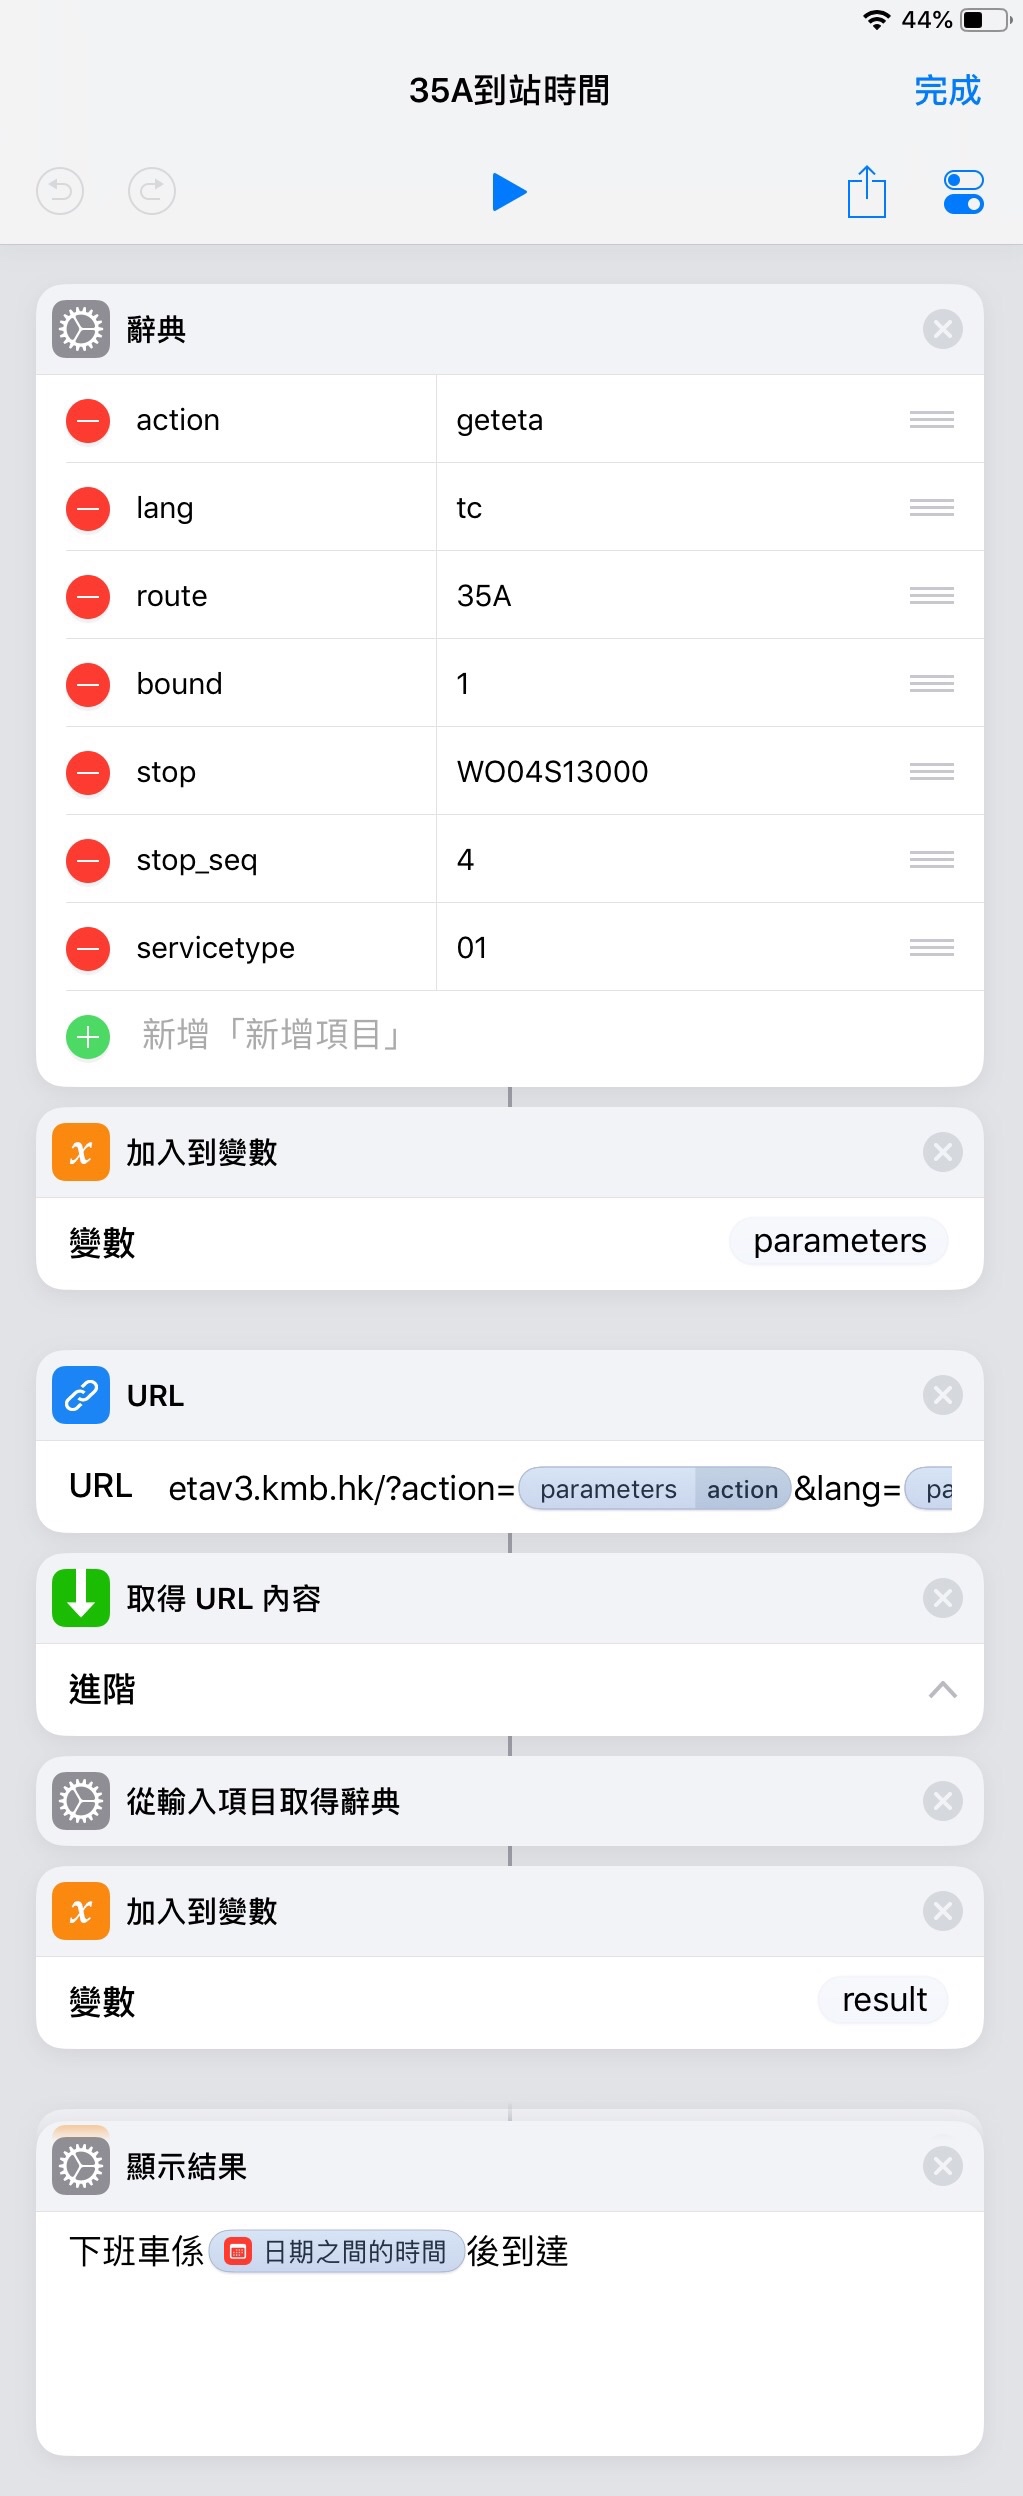 44%
35A到站時間
完成
辭典
action geteta
lang tc
route 35A
bound 1
stop WO04S13000
stop_seq 4
servicetype 01
新增「新增項目」
x 加入到變數
變數 parameters
URL
URL etav3.kmb.hk/?action= parameters action &lang= pa
取得 URL 內容
進階
從輸入項目取得辭典
x 加入到變數
變數 result
顯示結果
下班車係 日期之間的時間 後到達